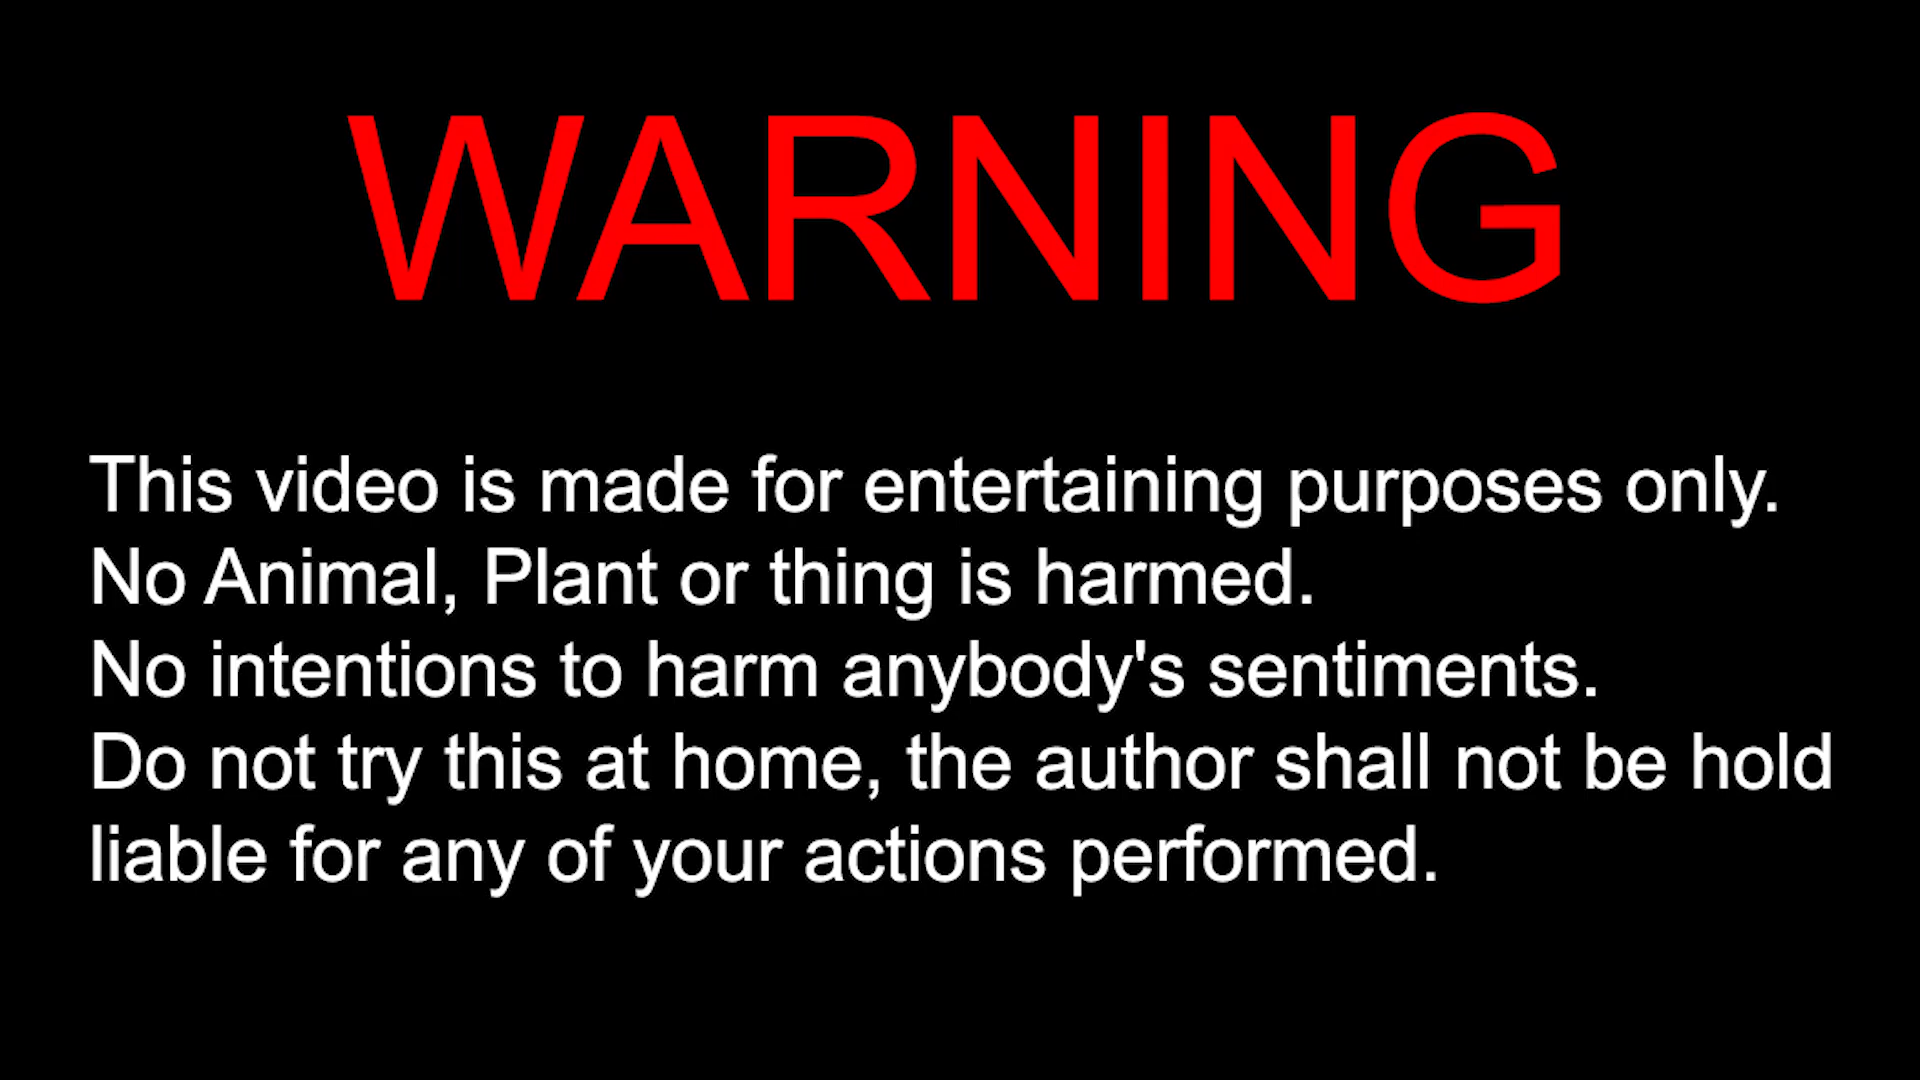 WARNING
This video is made for entertaining purposes only.
No Animal, Plant or thing is harmed.
No intentions to harm anybody's sentiments.
Do not try this at home, the author shall not be hold
liable for any of your actions performed.